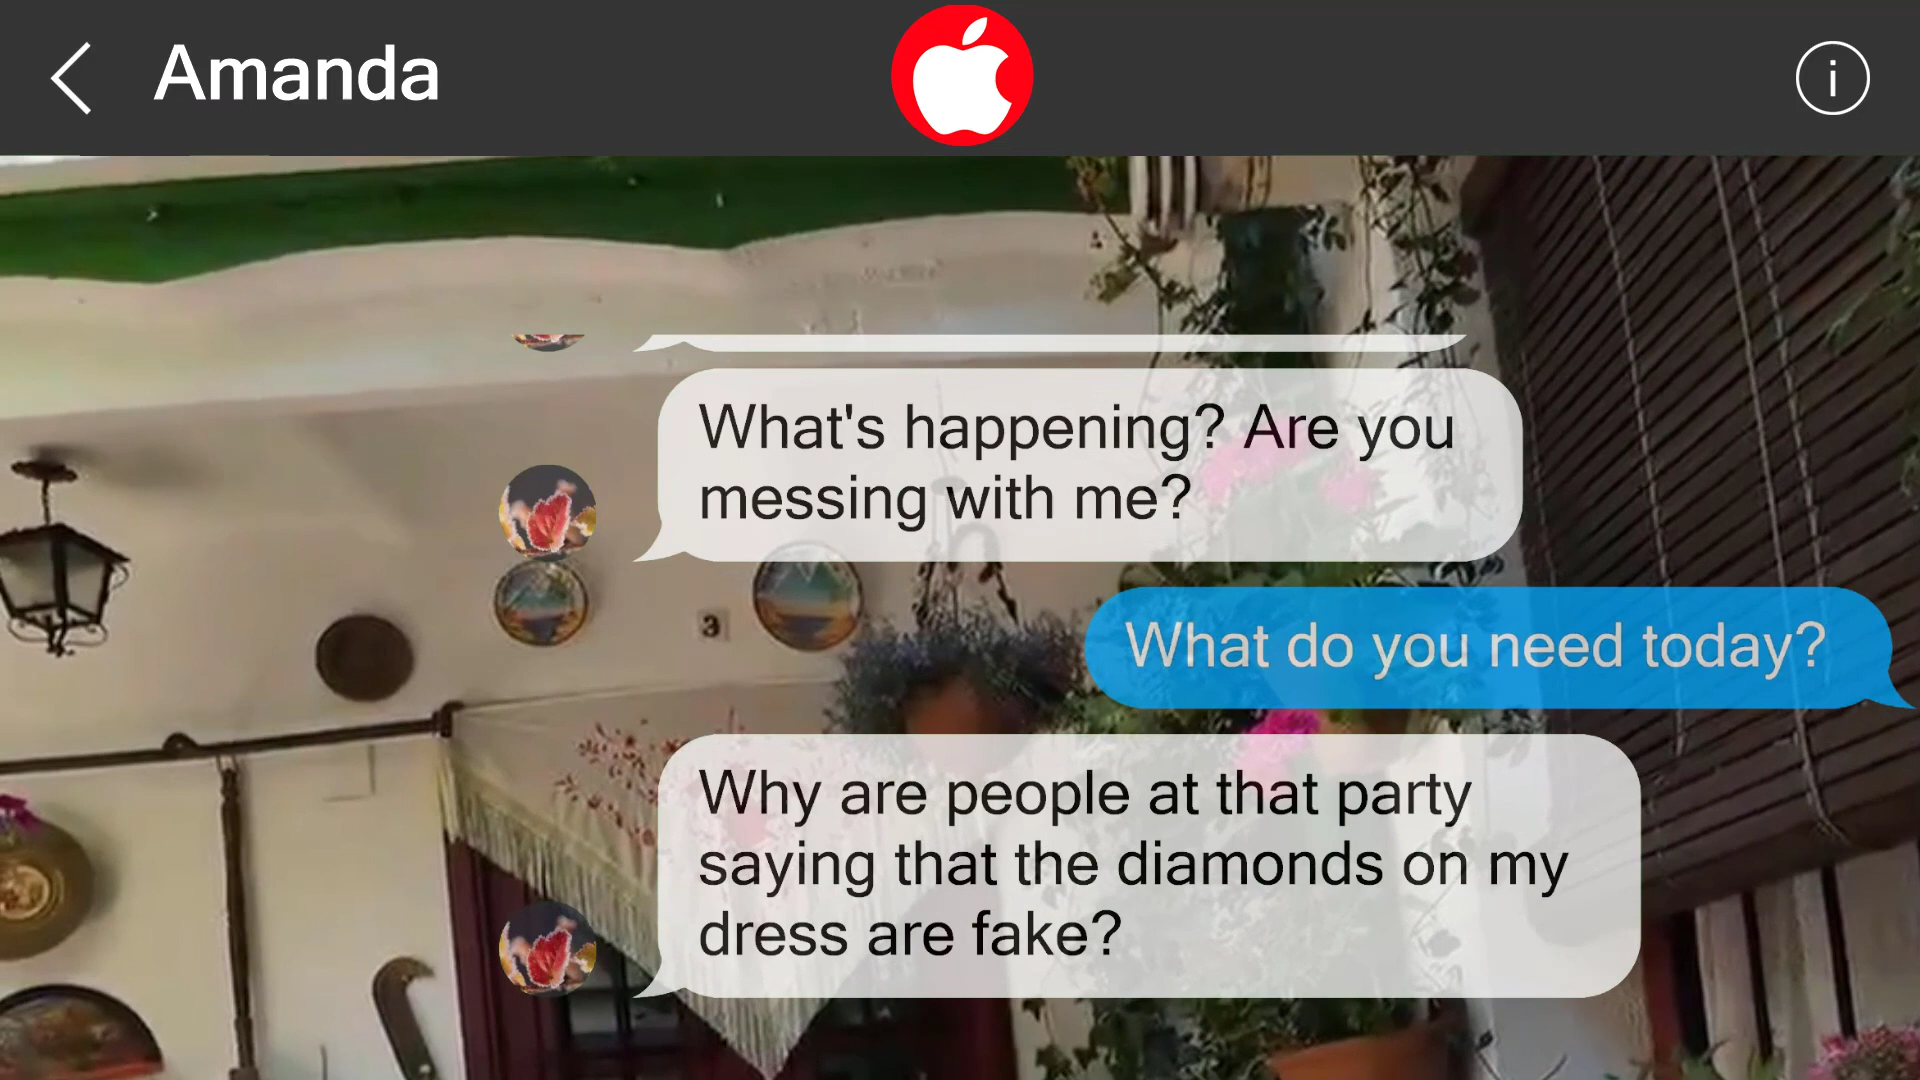 Amanda
i
What's happening? Are you
messing with me?
3
What do you need today?
Why are people at that party
saying that the diamonds on my
dress are fake?